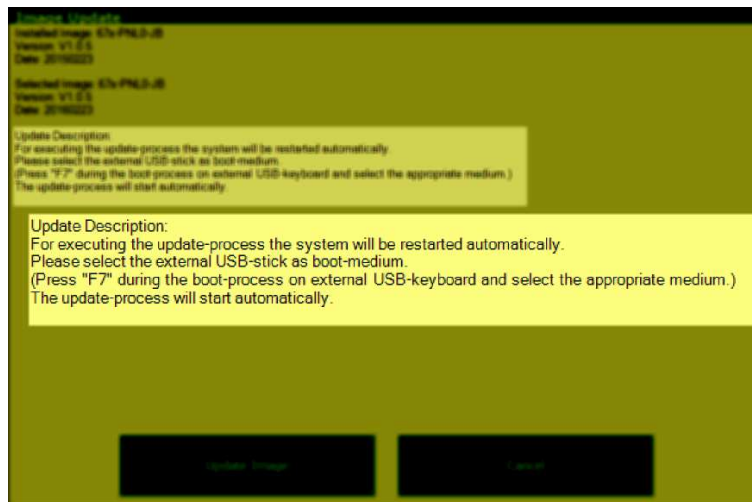 Image Update
Installed Image: 67x-PNL0-JB
Version: V1.0.5
Selected Image: 67x-PNL0-JB
Version: V1.0.5
Update Description:
For executing the update-process the system will be restarted automatically.
Please select the external USB-stick as boot-medium.
(Press "F7" during the boot-process on external USB-keyboard and select the appropriate medium.)
The update-process will start automatically.
Update Description:
For executing the update-process the system will be restarted automatically.
Please select the external USB-stick as boot-medium.
(Press "F7" during the boot-process on external USB-keyboard and select the appropriate medium.)
The update-process will start automatically.
Update Image
Cancel